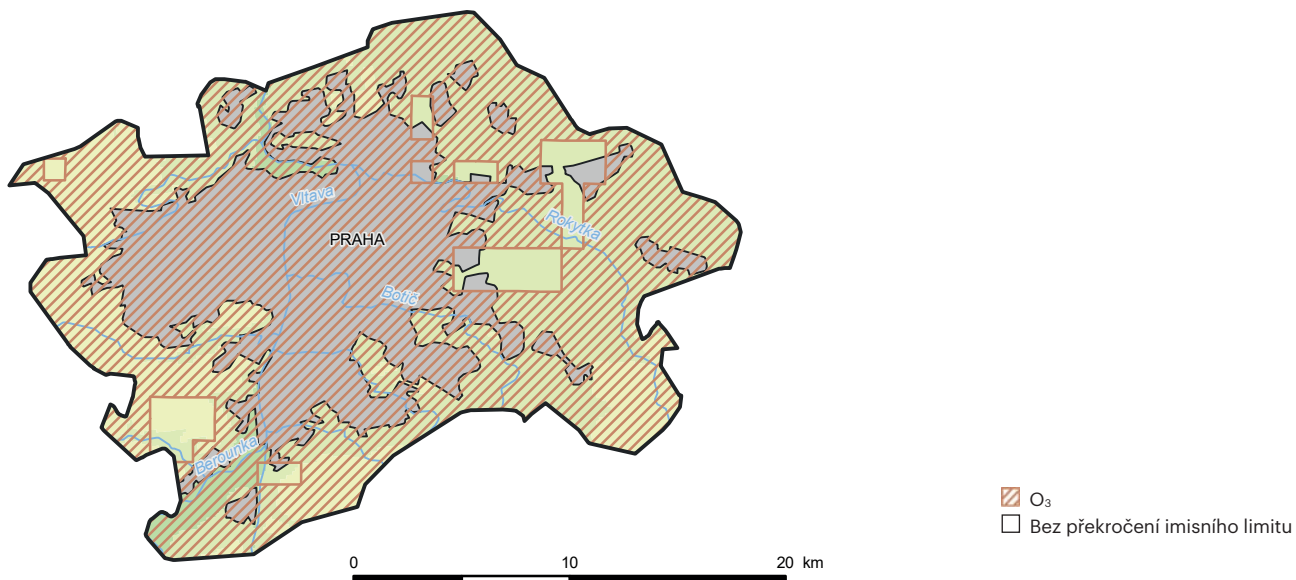 Vltava
Rokytka
PRAHA
Botič
Berounka
O₃
Bez překročení imisního limitu
0 10 20 km